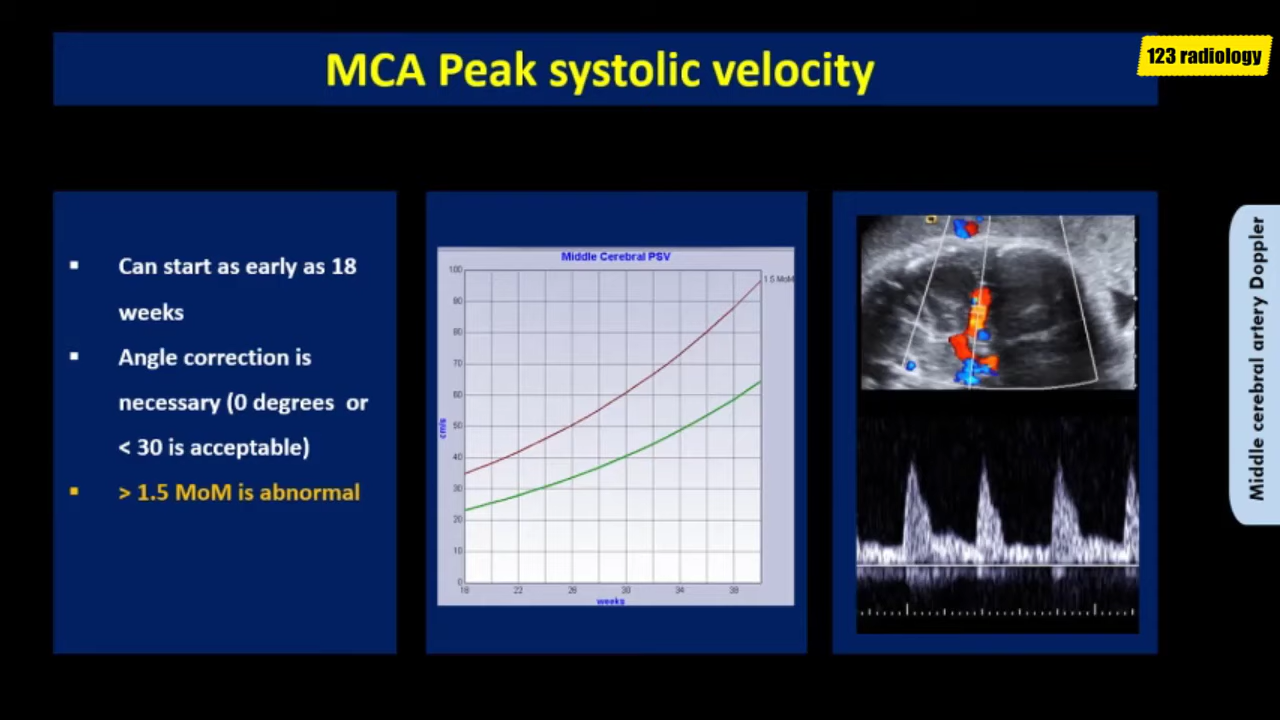 MCA Peak systolic velocity
123 radiology
▪ Can start as early as 18
weeks
▪ Angle correction is
necessary (0 degrees or
< 30 is acceptable)
▪ > 1.5 MoM is abnormal
Middle Cerebral PSV
1.5 MoM
100
90
80
70
60
50
40
30
20
10
0
cm/s
18 22 26 30 34 38
weeks
Middle cerebral artery Doppler